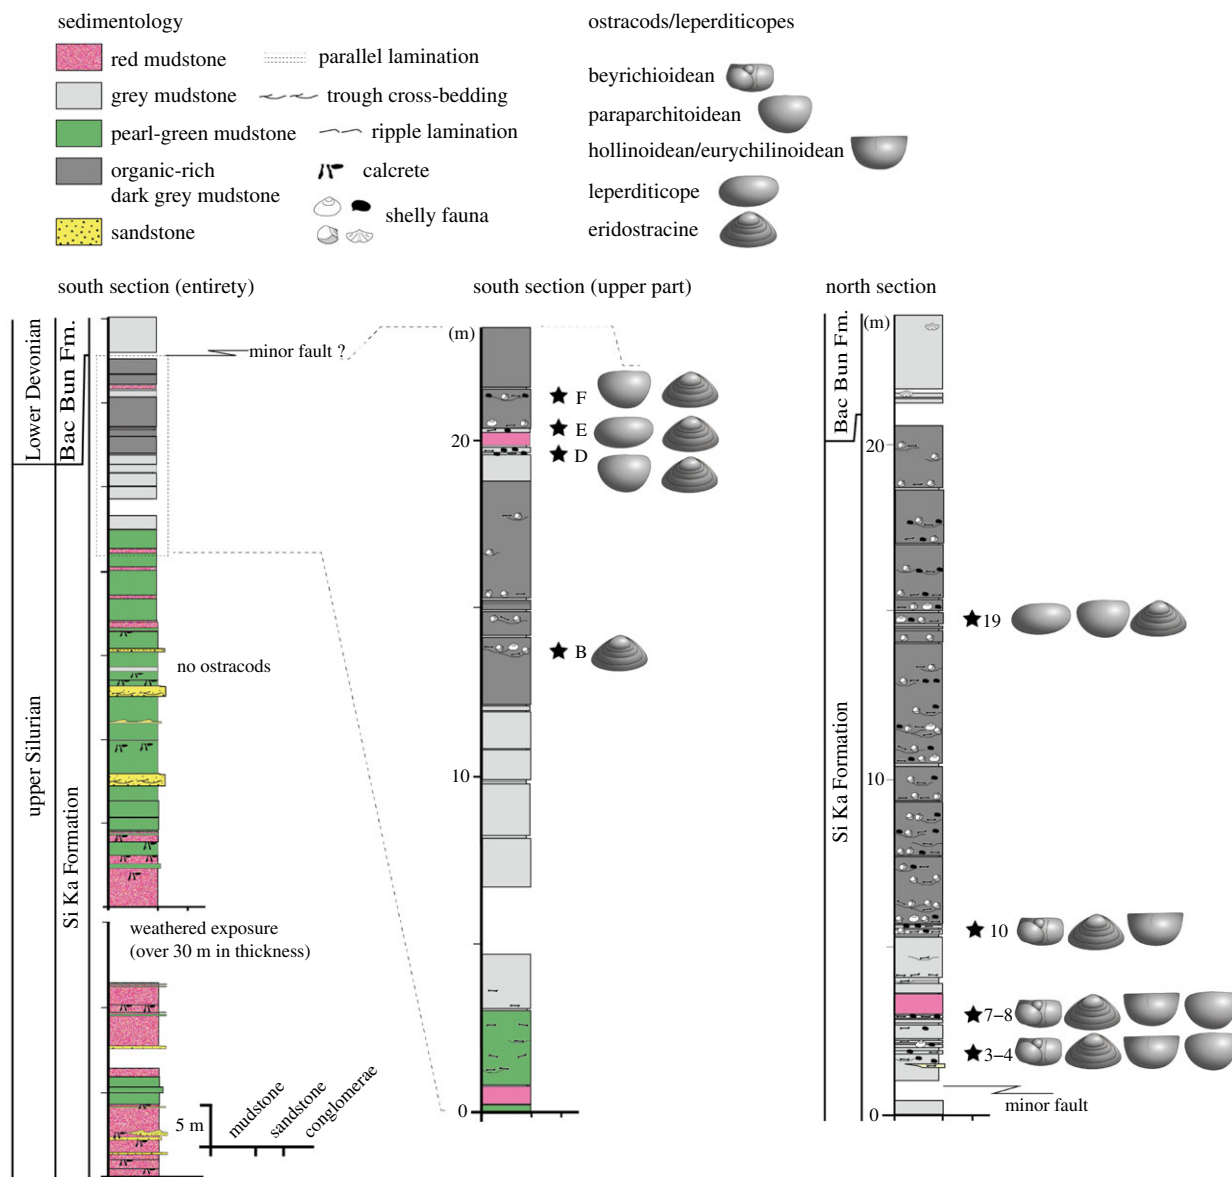 sedimentology
red mudstone
grey mudstone
pearl-green mudstone
organic-rich
dark grey mudstone
sandstone
parallel lamination
trough cross-bedding
ripple lamination
calcrete
shelly fauna
ostracods/leperditicopes
beyrichioidean
paraparchitoidean
hollinoidean/eurychilinoidean
leperditicope
eridostracine
south section (entirety)
Lower Devonian
Bac Bun Fm.
upper Silurian
Si Ka Formation
minor fault ?
no ostracods
weathered exposure
(over 30 m in thickness)
5 m
mudstone
sandstone
conglomerae
south section (upper part)
(m)
20
10
0
F
E
D
B
north section
Bac Bun Fm.
Si Ka Formation
(m)
20
10
0
19
10
7–8
3–4
minor fault